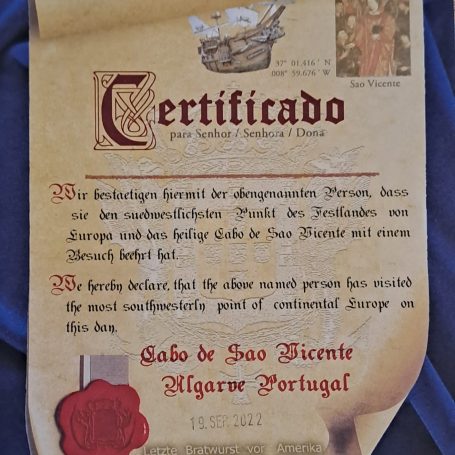 37° 01.416' N
008° 59.676' W
Sao Vicente
Certificado
para Senhor / Senhora / Dona
Wir bestaetigen hiermit der obengenannten Person, dass
sie den suedwestlichsten Punkt des Festlandes von
Europa und das heilige Cabo de Sao Vicente mit einem
Besuch beehrt hat.
We hereby declare, that the above named person has visited
the most southwesterly point of continental Europe on
this day.
Cabo de Sao Vicente
Algarve Portugal
19. SEP. 2022
Letzte Bratwurst vor Amerika